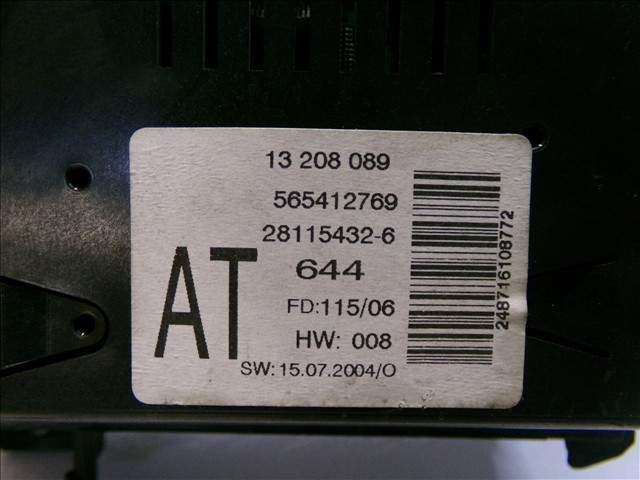 13 208 089
565412769
28115432-6
AT
644
FD:115/06
HW: 008
SW: 15.07.2004/O
248716108772